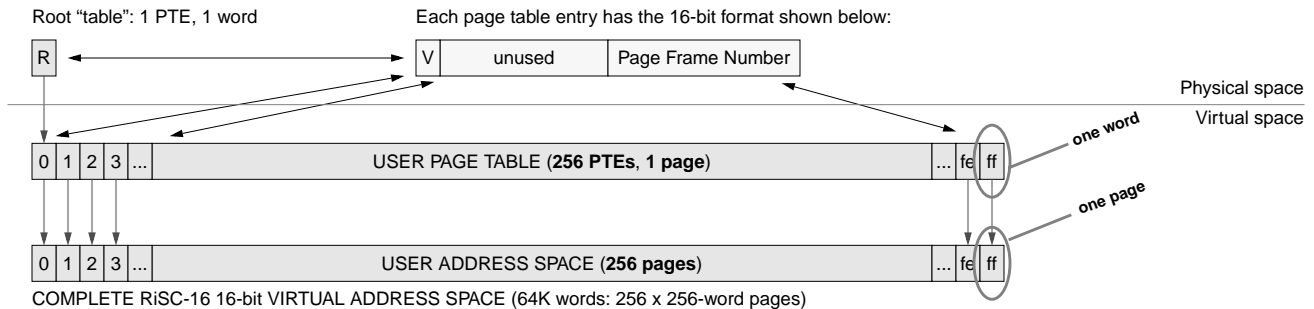 Root “table”: 1 PTE, 1 word
Each page table entry has the 16-bit format shown below:
R
V unused Page Frame Number
Physical space
Virtual space
one word
0 1 2 3 ... USER PAGE TABLE (256 PTEs, 1 page) ... fe ff
one page
0 1 2 3 ... USER ADDRESS SPACE (256 pages) ... fe ff
COMPLETE RiSC-16 16-bit VIRTUAL ADDRESS SPACE (64K words: 256 x 256-word pages)